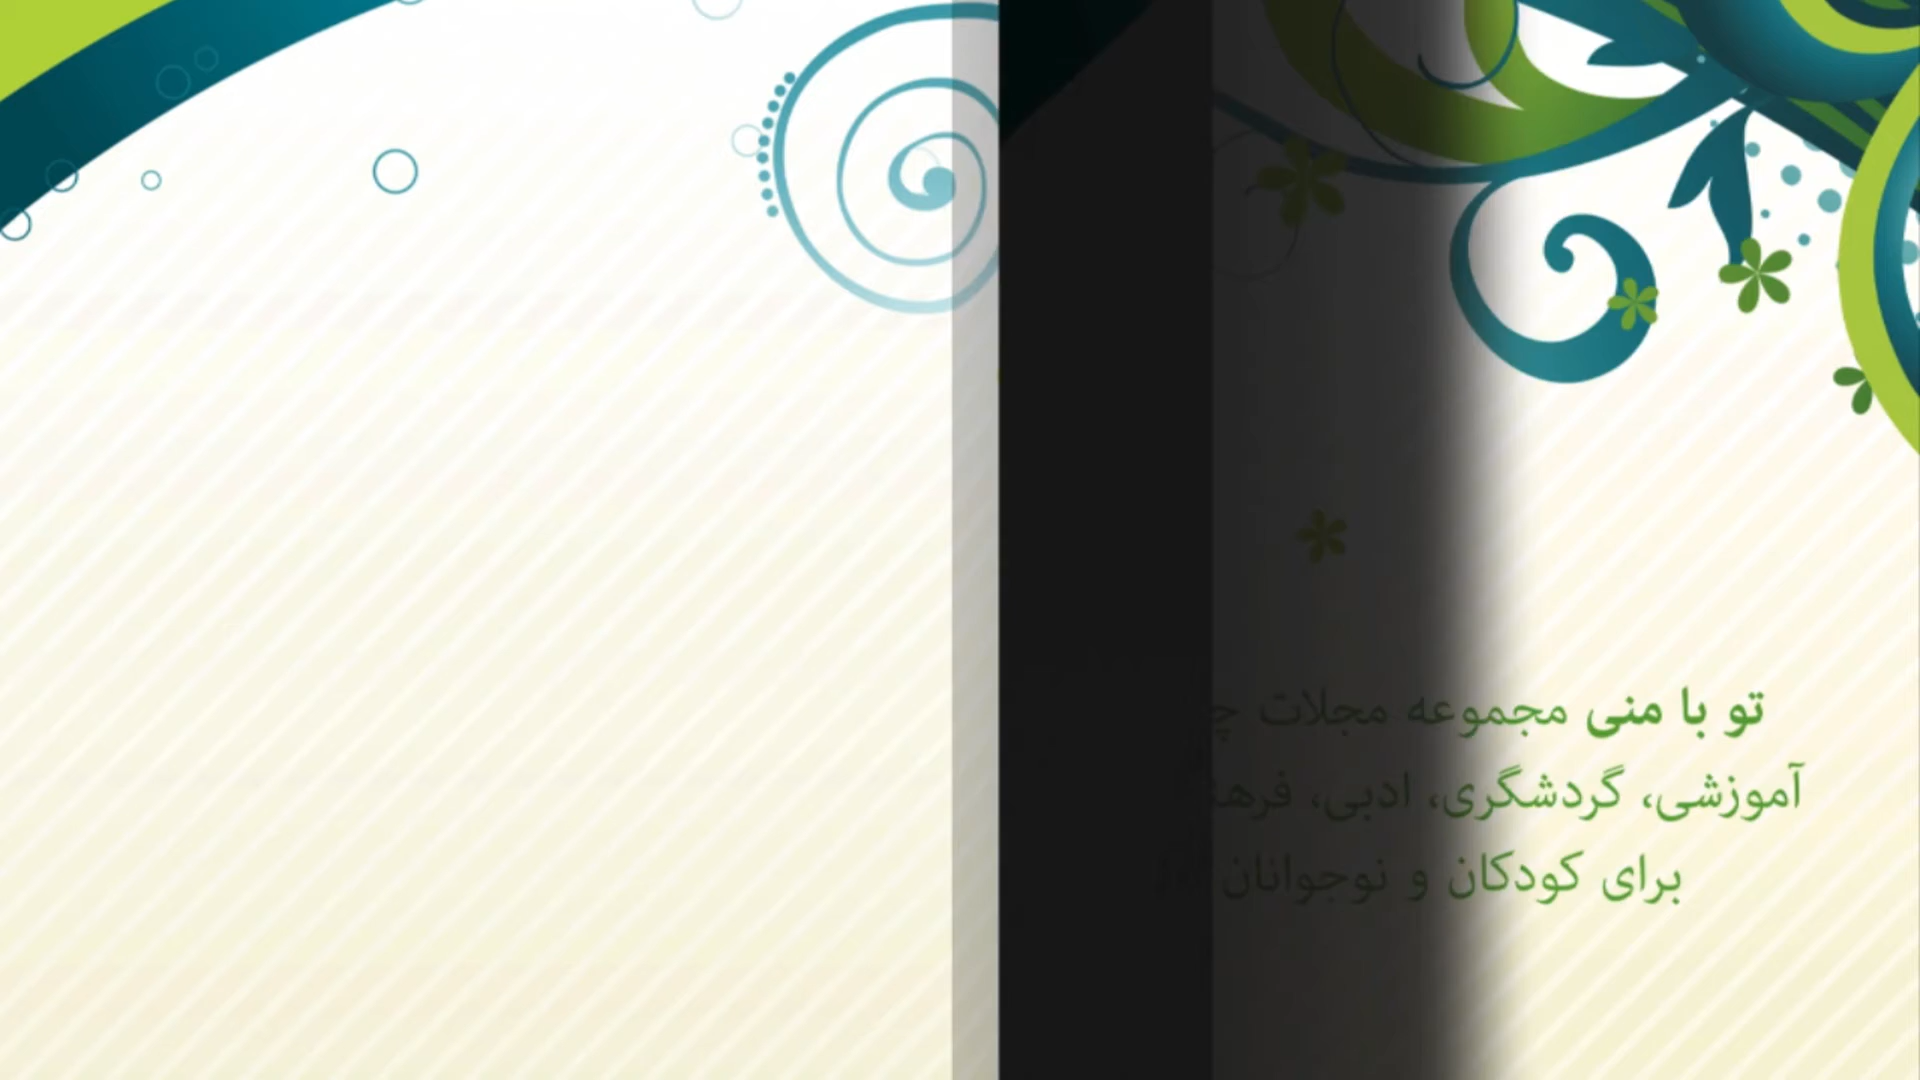 تو با منی مجموعه مجلات
آموزشی، گردشگری، ادبی،
برای کودکان و نوجوانان